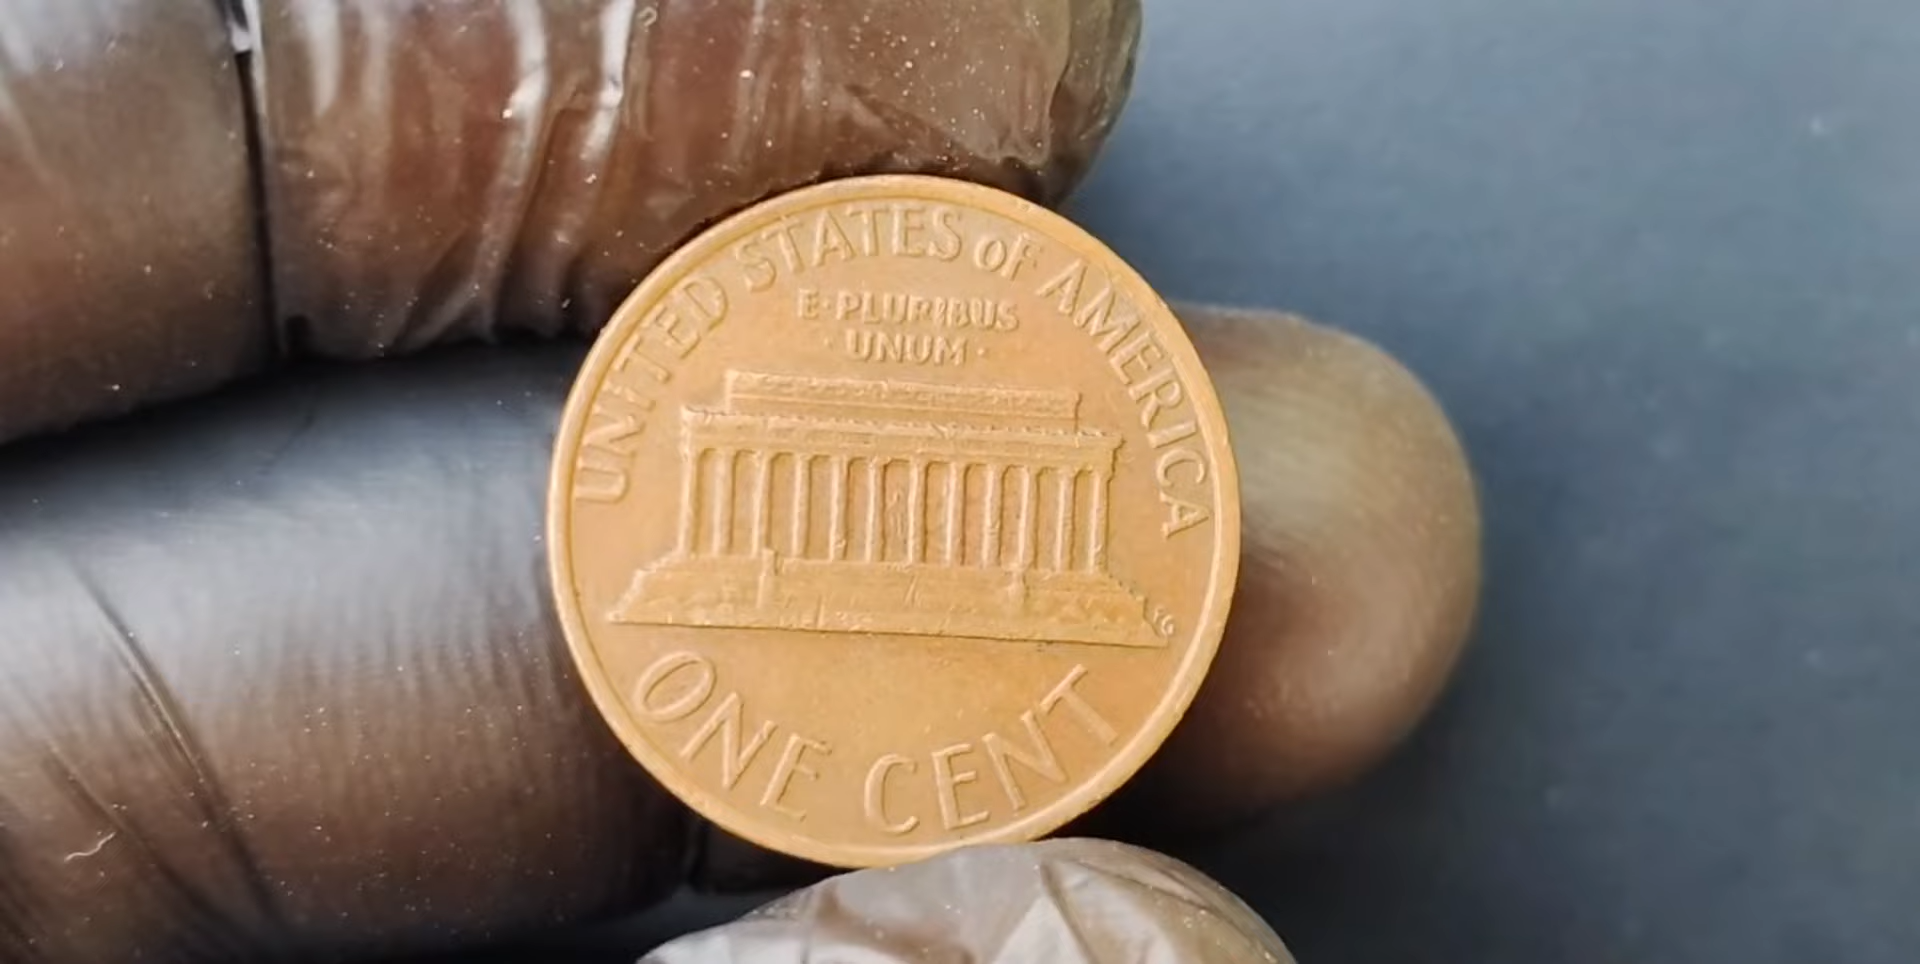 UNITED STATES OF AMERICA
E·PLURIBUS
·UNUM·
ONE CENT